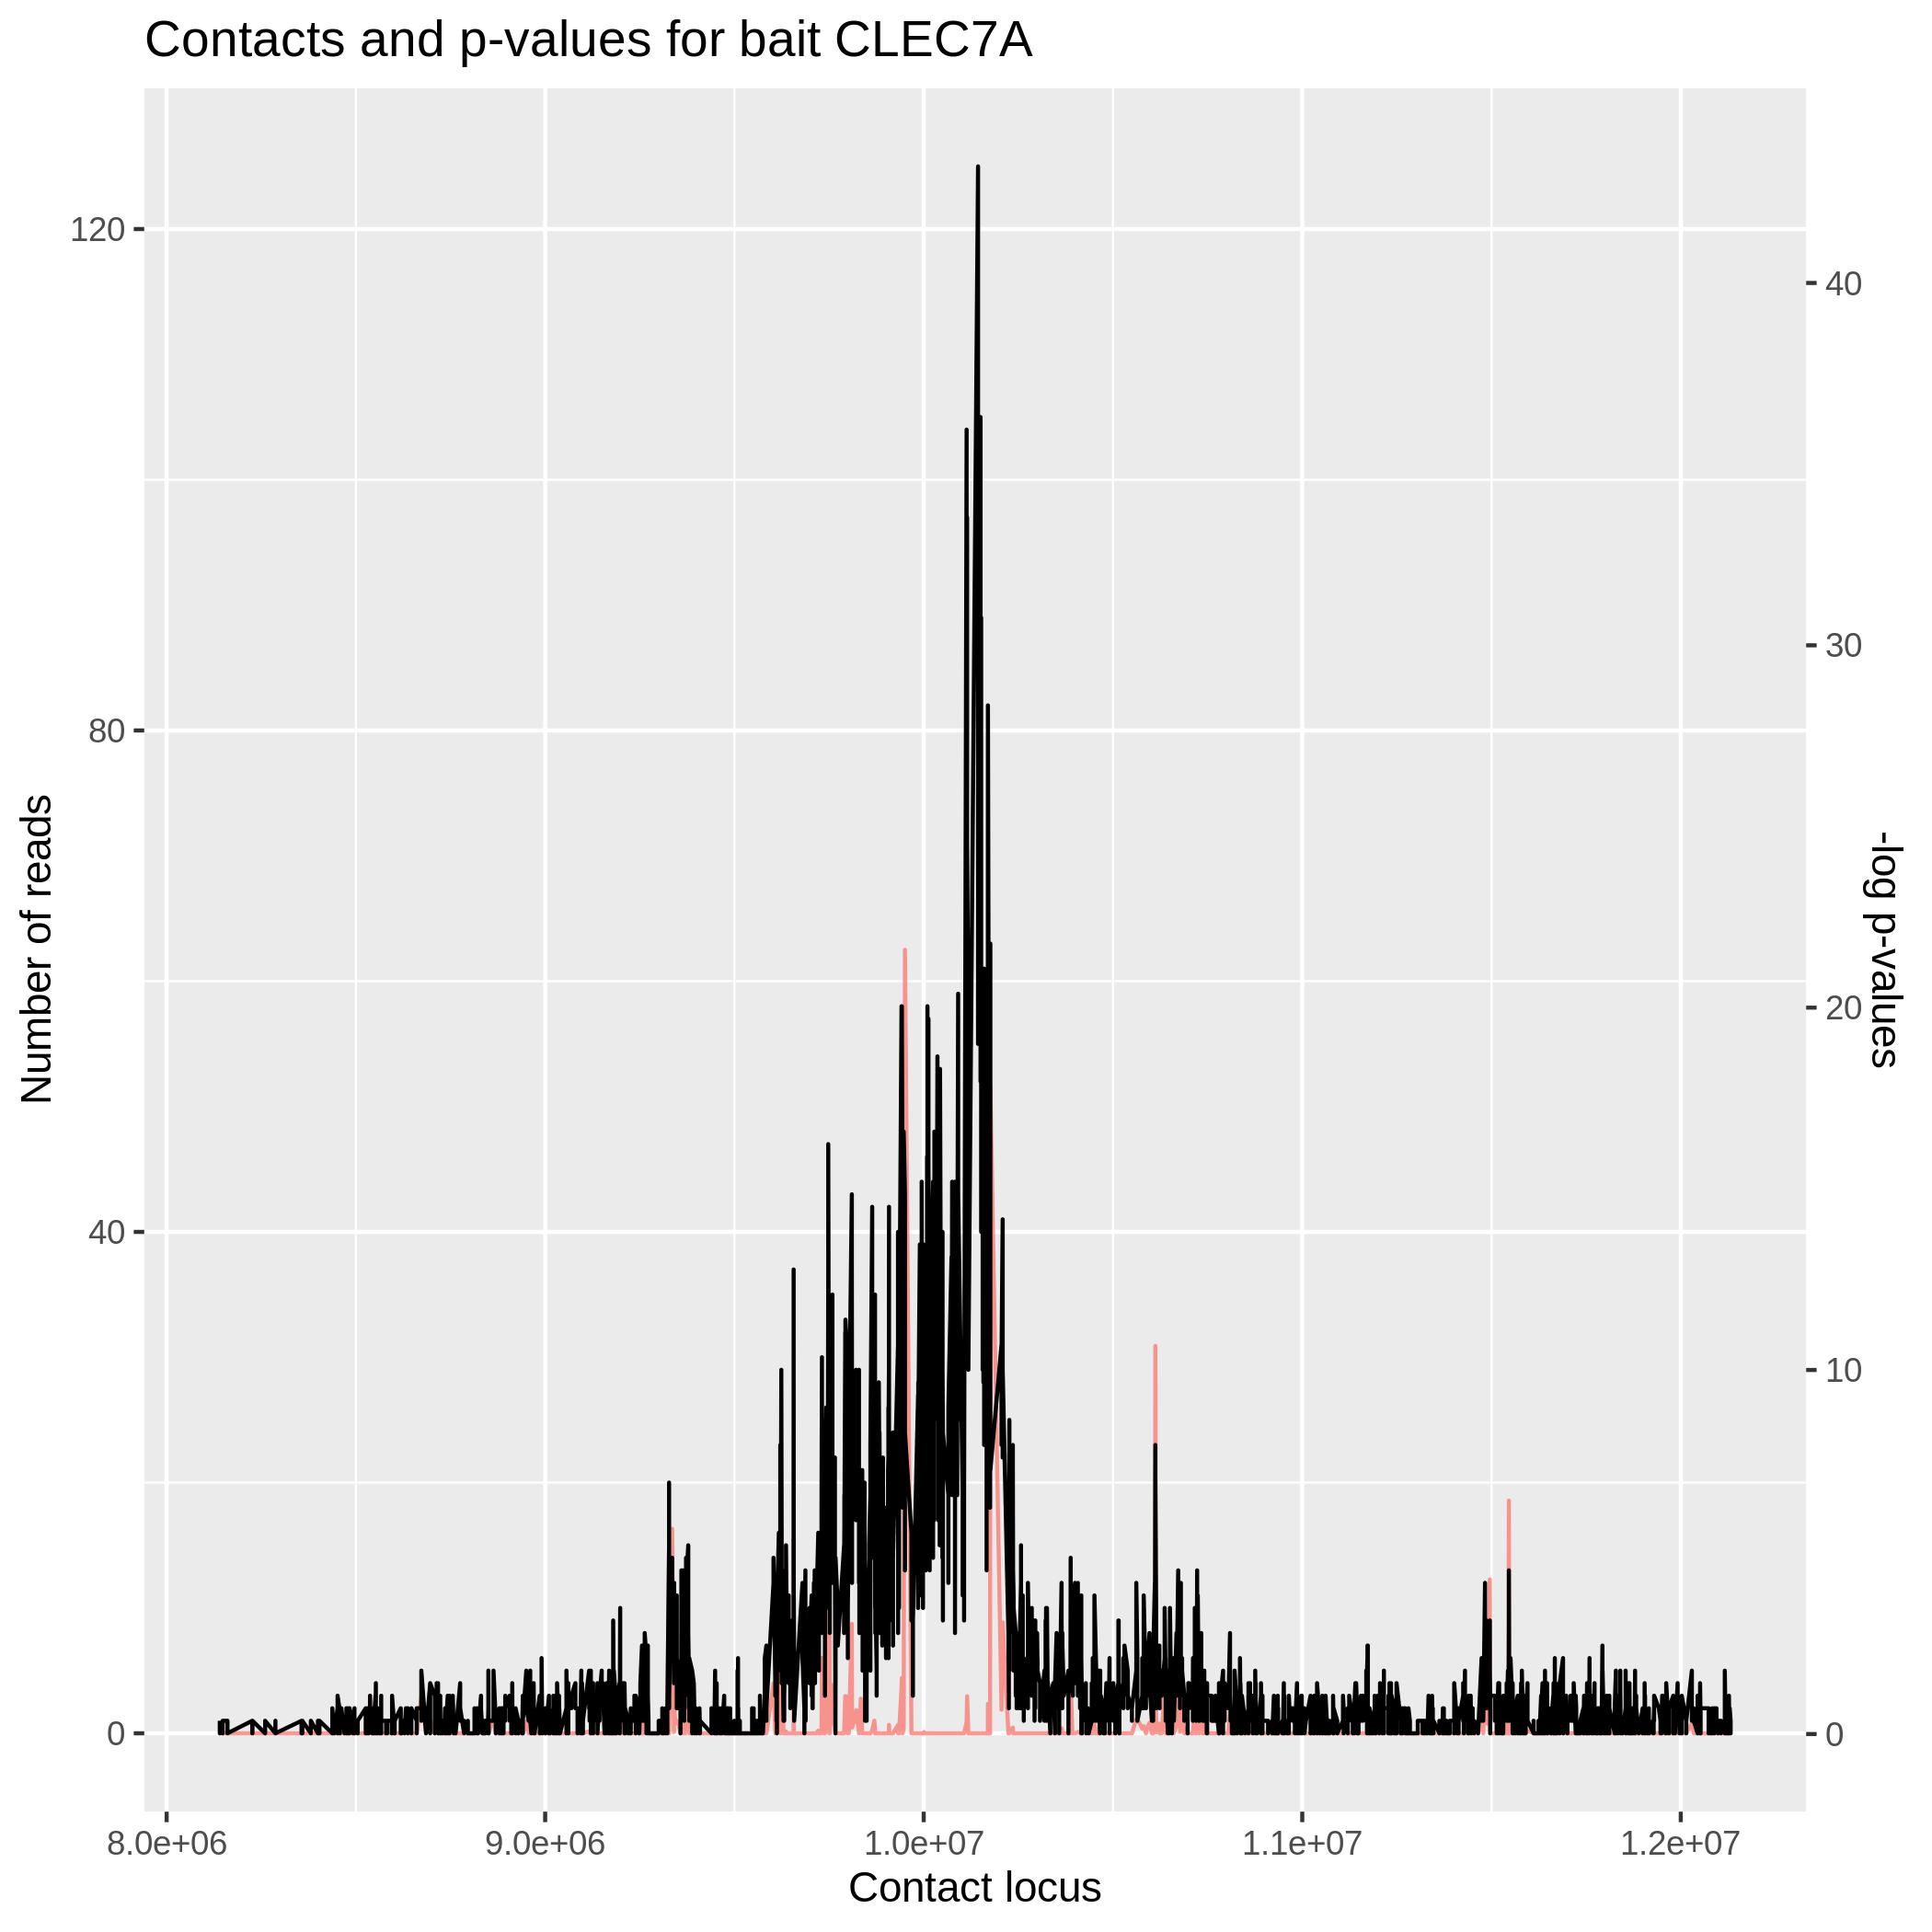 Contacts and p-values for bait CLEC7A
120
80
40
0
Number of reads
40
30
20
10
0
-log p-values
8.0e+06
9.0e+06
1.0e+07
1.1e+07
1.2e+07
Contact locus